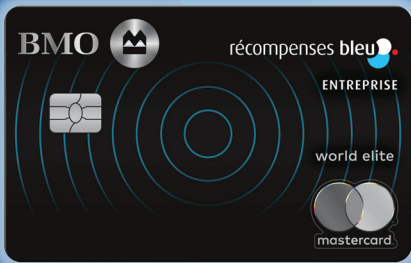 BMO
récompenses bleu
ENTREPRISE
world elite
mastercard